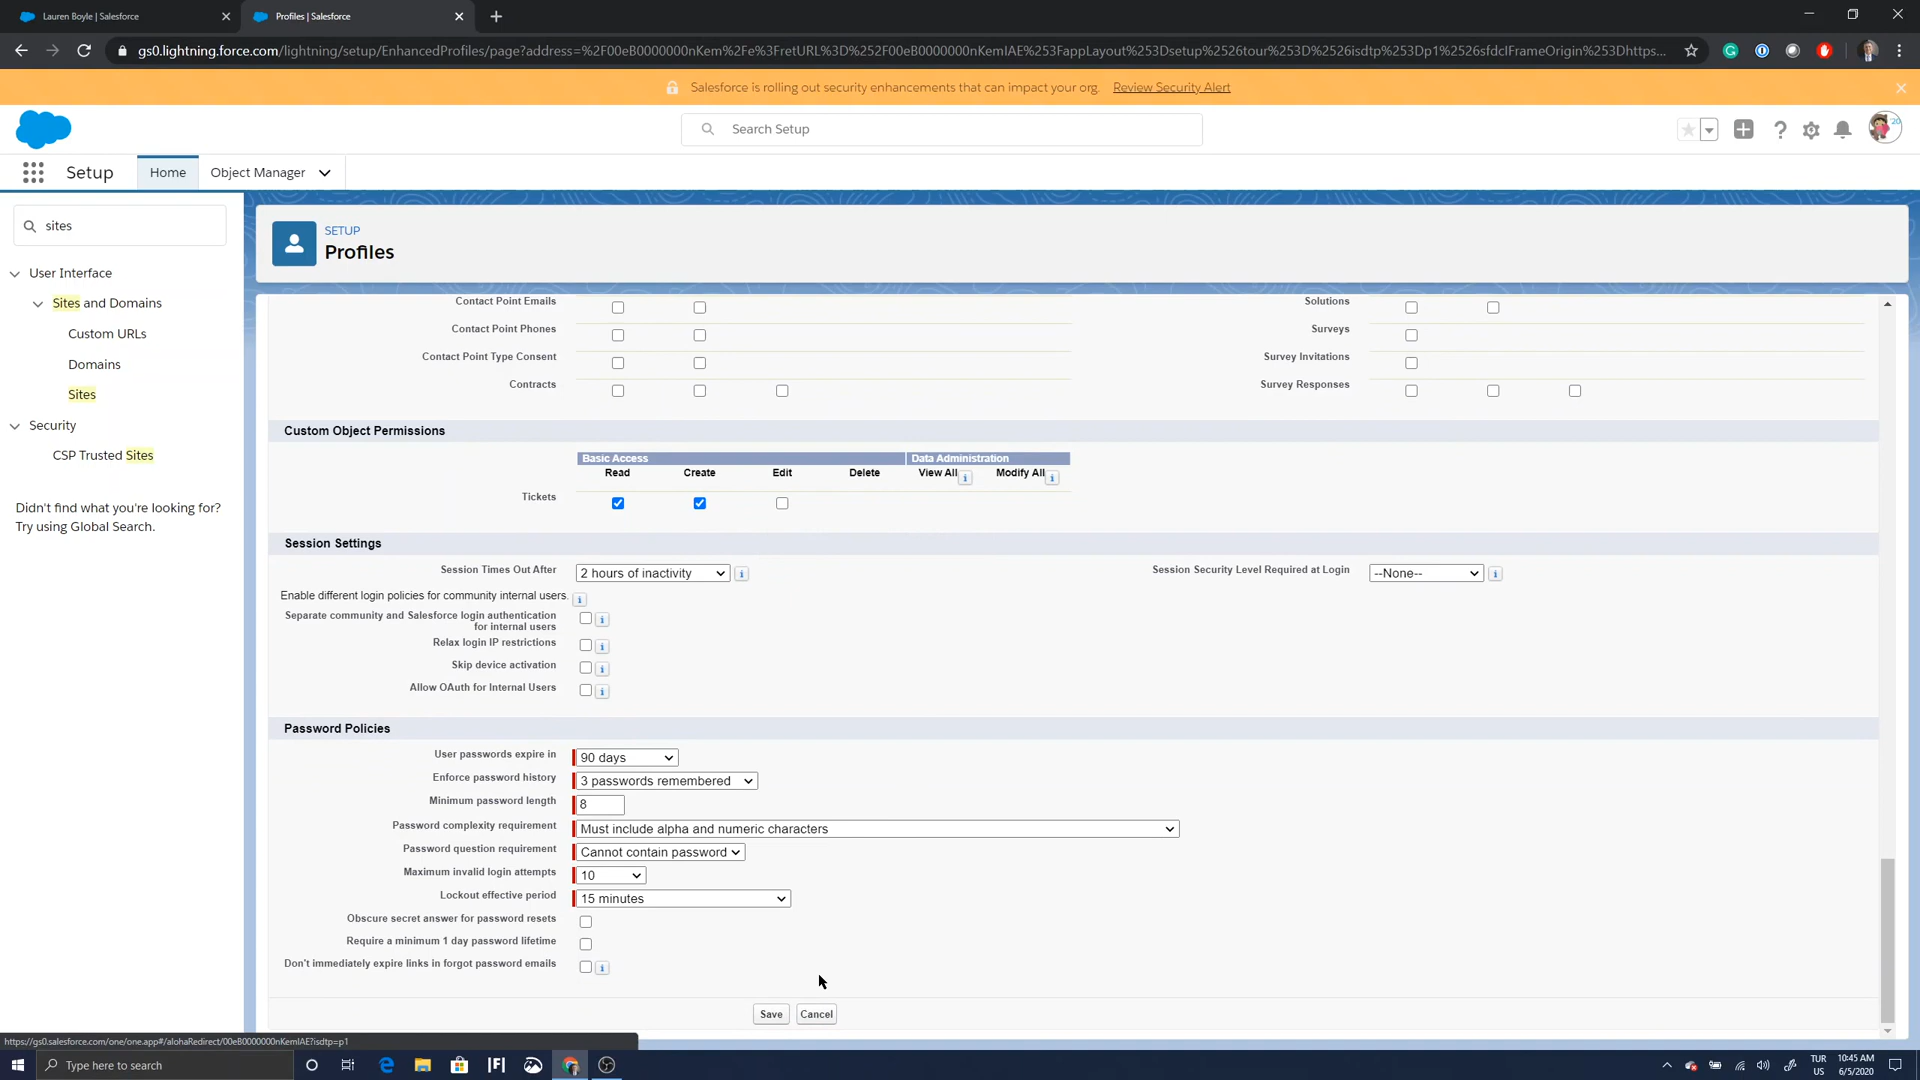 Lauren Boyle | Salesforce
Profiles | Salesforce
gs0.lightning.force.com/lightning/setup/EnhancedProfiles/page?address=%2F00eB0000000nKem%2Fe%3FretURL%3D%252F00eB0000000nKemIAE%253FappLayout%253Dsetup%2526tour%253D%2526isdtp%253Dp1%2526sfdcIFrameOrigin%253Dhttps...
Salesforce is rolling out security enhancements that can impact your org. Review Security Alert
Search Setup
Setup Home Object Manager
sites
User Interface
Sites and Domains
Custom URLs
Domains
Sites
Security
CSP Trusted Sites
Didn't find what you're looking for?
Try using Global Search.
SETUP
Profiles
Contact Point Emails Solutions
Contact Point Phones Surveys
Contact Point Type Consent Survey Invitations
Contracts Survey Responses
Custom Object Permissions
Basic Access Data Administration
Read Create Edit Delete View All Modify All
Tickets
Session Settings
Session Times Out After 2 hours of inactivity Session Security Level Required at Login --None--
Enable different login policies for community internal users.
Separate community and Salesforce login authentication
for internal users
Relax login IP restrictions
Skip device activation
Allow OAuth for Internal Users
Password Policies
User passwords expire in 90 days
Enforce password history 3 passwords remembered
Minimum password length 8
Password complexity requirement Must include alpha and numeric characters
Password question requirement Cannot contain password
Maximum invalid login attempts 10
Lockout effective period 15 minutes
Obscure secret answer for password resets
Require a minimum 1 day password lifetime
Don't immediately expire links in forgot password emails
Save Cancel
https://gs0.salesforce.com/one/one.app#/alohaRedirect/00eB0000000nKemIAE?isdtp=p1
Type here to search
TUR
US
10:45 AM
6/5/2020